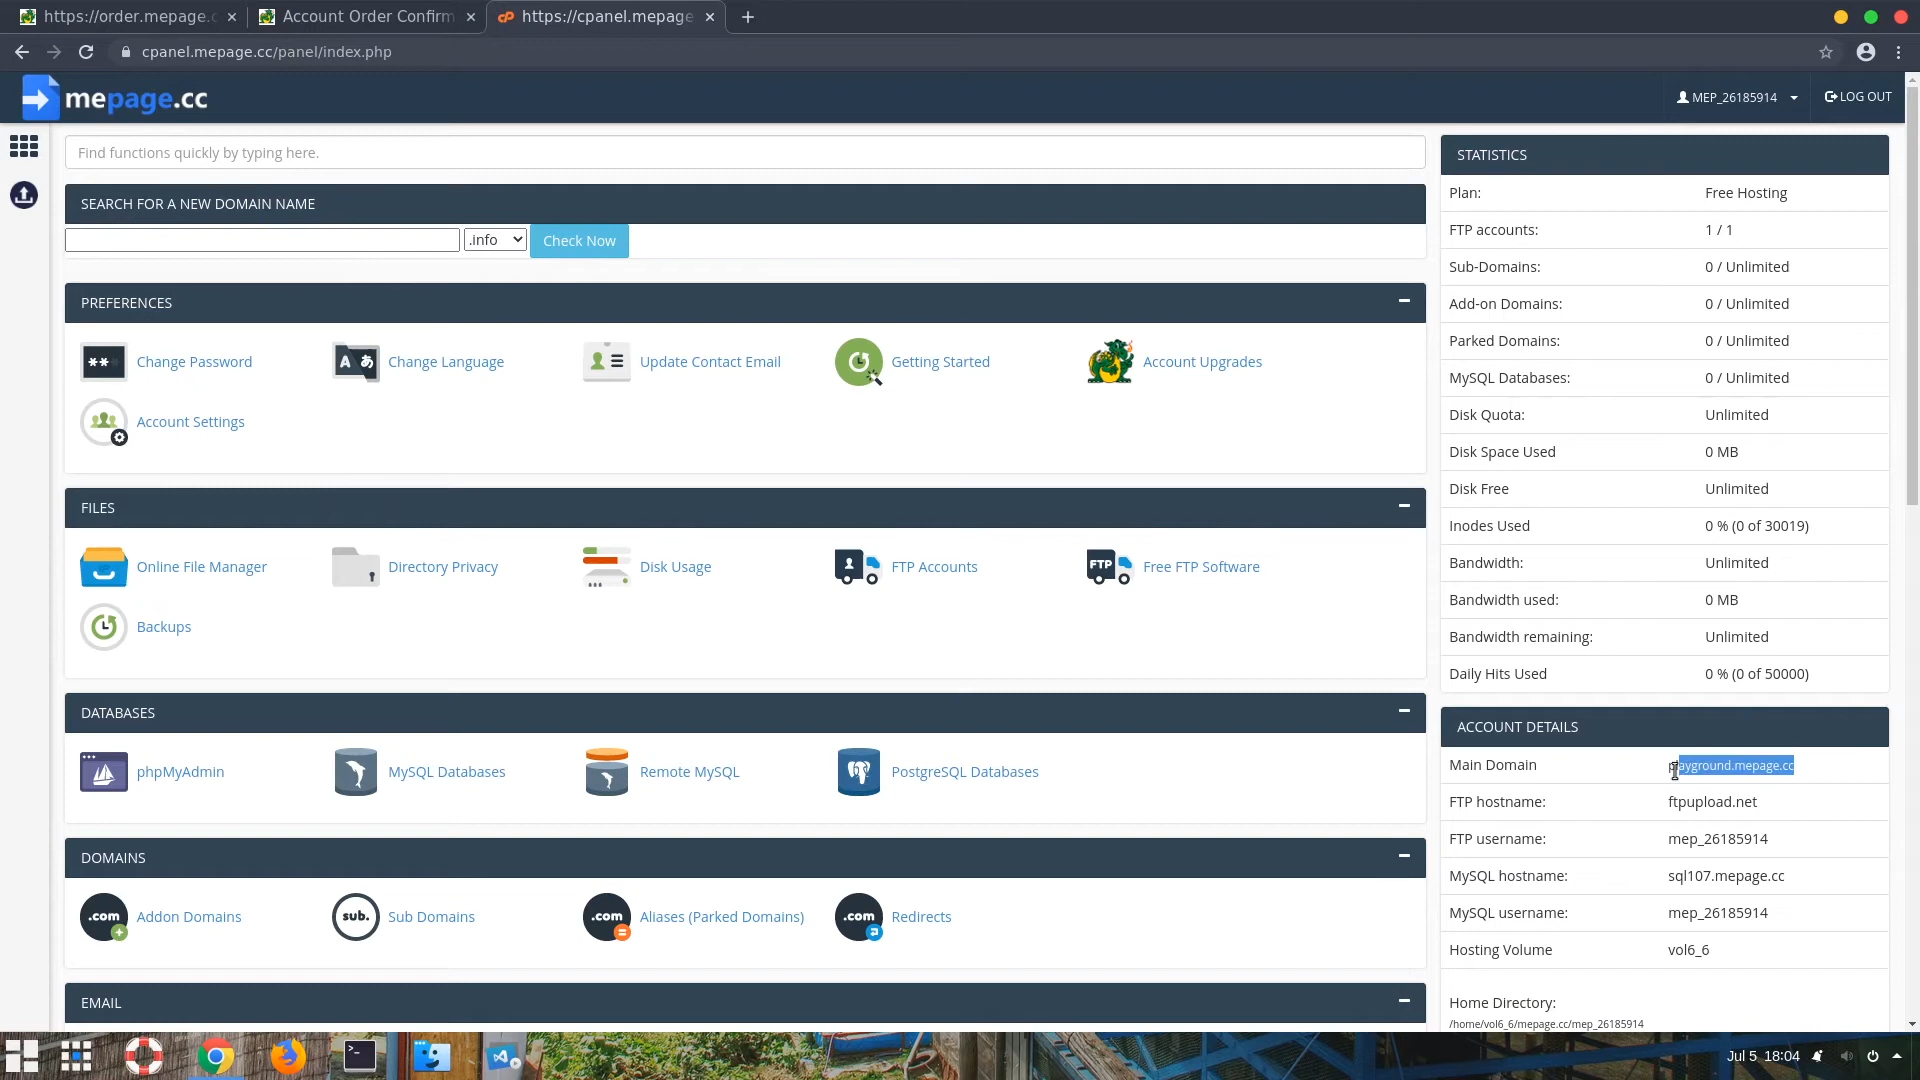 https://order.mepage.c
Account Order Confirm
https://cpanel.mepage
cpanel.mepage.cc/panel/index.php
mepage.cc
MEP_26185914
LOG OUT
Find functions quickly by typing here.
SEARCH FOR A NEW DOMAIN NAME
.info
Check Now
PREFERENCES
Change Password
Change Language
Update Contact Email
Getting Started
Account Upgrades
Account Settings
FILES
Online File Manager
Directory Privacy
Disk Usage
FTP Accounts
FTP
Free FTP Software
Backups
DATABASES
phpMyAdmin
MySQL Databases
Remote MySQL
PostgreSQL Databases
DOMAINS
.com
Addon Domains
sub.
Sub Domains
.com
Aliases (Parked Domains)
.com
Redirects
EMAIL
STATISTICS
Plan: Free Hosting
FTP accounts: 1 / 1
Sub-Domains: 0 / Unlimited
Add-on Domains: 0 / Unlimited
Parked Domains: 0 / Unlimited
MySQL Databases: 0 / Unlimited
Disk Quota: Unlimited
Disk Space Used 0 MB
Disk Free Unlimited
Inodes Used 0 % (0 of 30019)
Bandwidth: Unlimited
Bandwidth used: 0 MB
Bandwidth remaining: Unlimited
Daily Hits Used 0 % (0 of 50000)
ACCOUNT DETAILS
Main Domain playground.mepage.cc
FTP hostname: ftpupload.net
FTP username: mep_26185914
MySQL hostname: sql107.mepage.cc
MySQL username: mep_26185914
Hosting Volume vol6_6
Home Directory:
/home/vol6_6/mepage.cc/mep_26185914
Jul 5 18:04